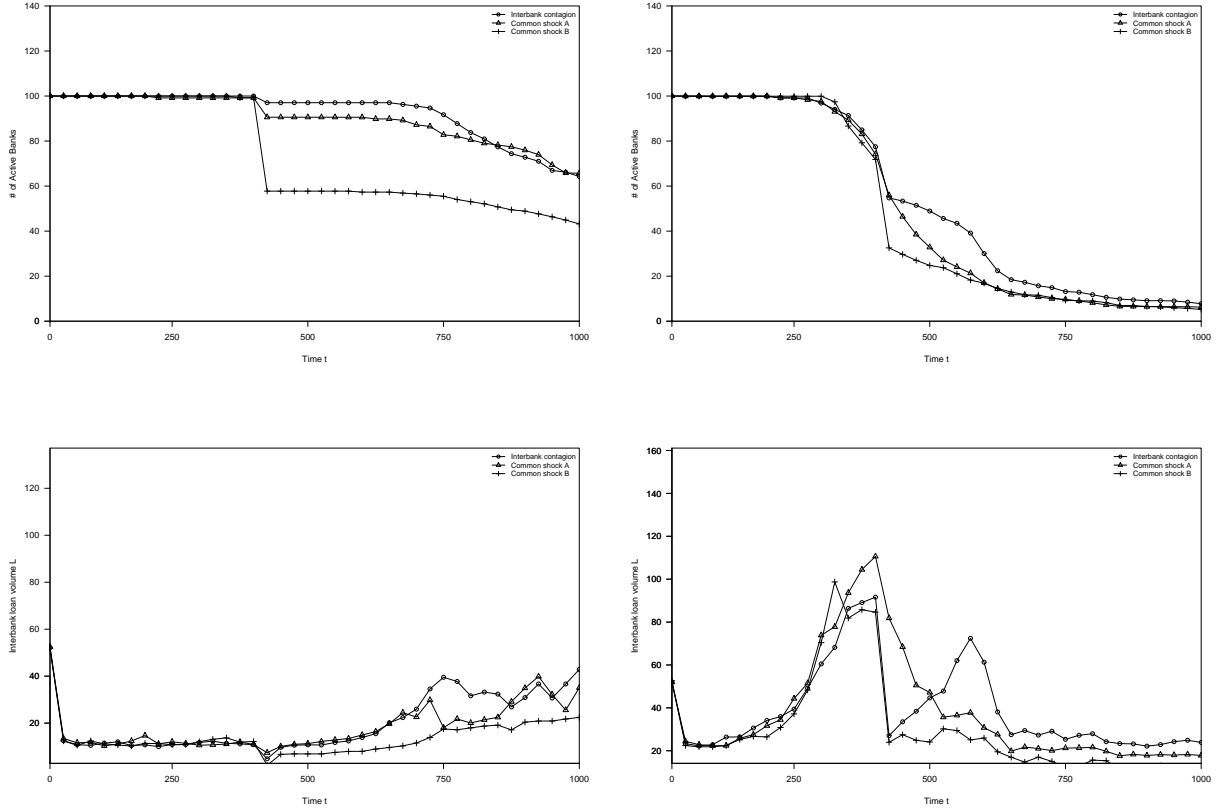 140
120
100
80
60
40
20
0
0
250
500
750
1000
# of Active Banks
Time t
Interbank contagion
Common shock A
Common shock B
140
120
100
80
60
40
20
0
0
250
500
750
1000
# of Active Banks
Time t
Interbank contagion
Common shock A
Common shock B
120
100
80
60
40
20
0
250
500
750
1000
Interbank loan volume L
Time t
Interbank contagion
Common shock A
Common shock B
160
140
120
100
80
60
40
20
0
250
500
750
1000
Interbank loan volume L
Time t
Interbank contagion
Common shock A
Common shock B